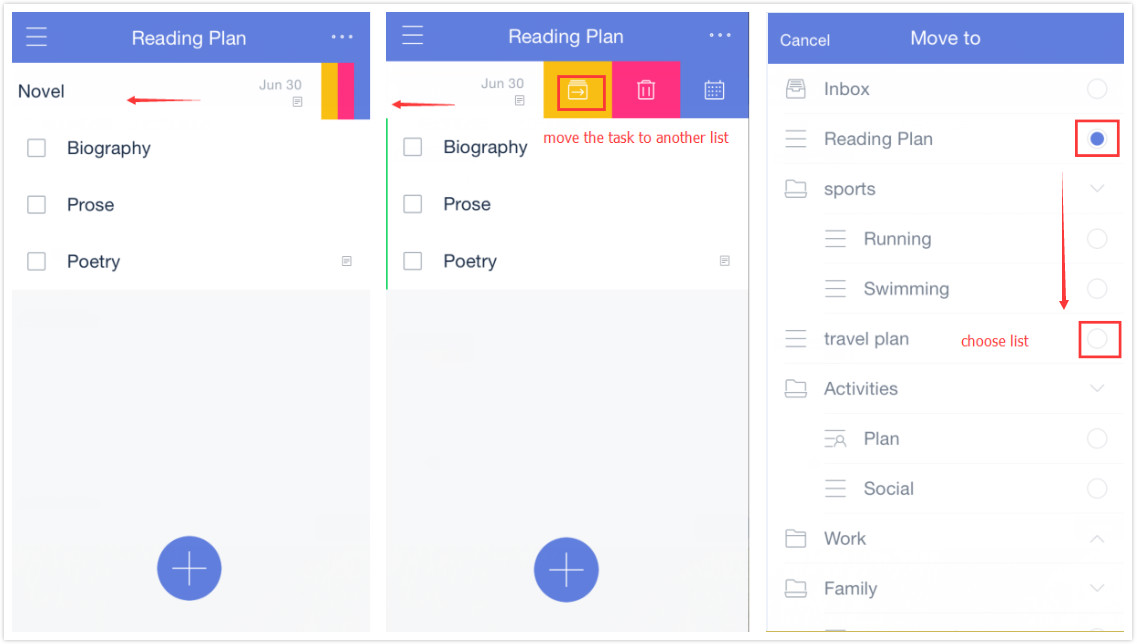 Reading Plan
Novel
Jun 30
Biography
Prose
Poetry
Reading Plan
Jun 30
move the task to another list
Biography
Prose
Poetry
Cancel
Move to
Inbox
Reading Plan
sports
Running
Swimming
travel plan
choose list
Activities
Plan
Social
Work
Family